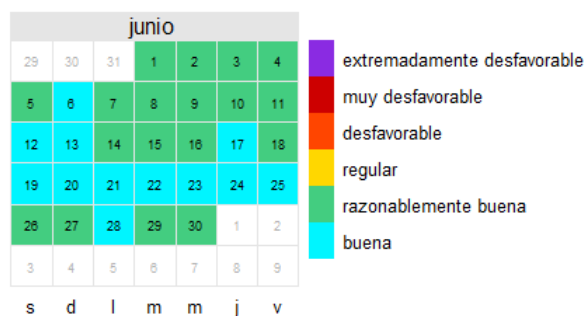 junio
29 30 31 1 2 3 4
5 6 7 8 9 10 11
12 13 14 15 16 17 18
19 20 21 22 23 24 25
26 27 28 29 30 1 2
3 4 5 6 7 8 9
s d l m m j v
extremadamente desfavorable
muy desfavorable
desfavorable
regular
razonablemente buena
buena